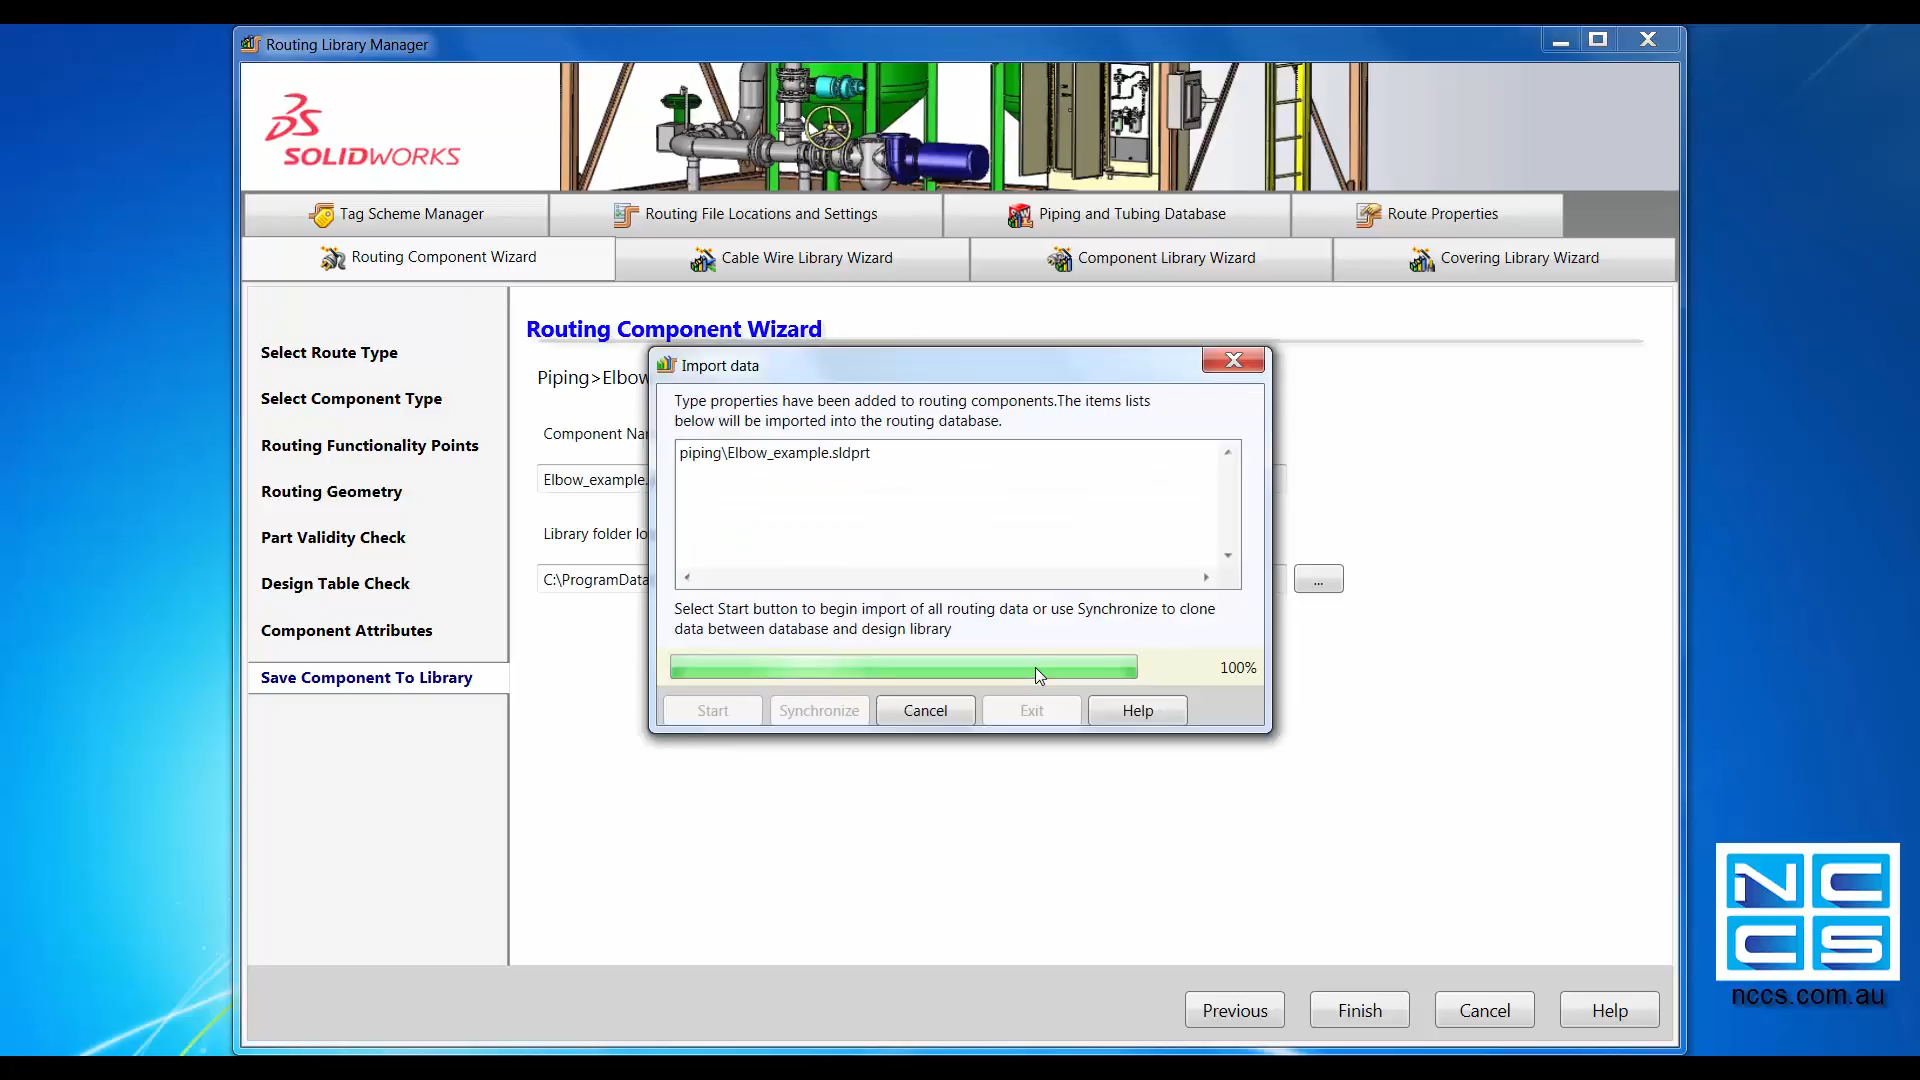 Routing Library Manager
SOLIDWORKS
Tag Scheme Manager
Routing File Locations and Settings
Piping and Tubing Database
Route Properties
Routing Component Wizard
Cable Wire Library Wizard
Component Library Wizard
Covering Library Wizard
Select Route Type
Select Component Type
Routing Functionality Points
Routing Geometry
Part Validity Check
Design Table Check
Component Attributes
Save Component To Library
Routing Component Wizard
Piping>Elbow
Component Na
Elbow_example.
Library folder lo
C:\ProgramData
...
Import data
Type properties have been added to routing components.The items lists
below will be imported into the routing database.
piping\Elbow_example.sldprt
Select Start button to begin import of all routing data or use Synchronize to clone
data between database and design library
100%
Start
Synchronize
Cancel
Exit
Help
Previous
Finish
Cancel
Help
NCCS
nccs.com.au